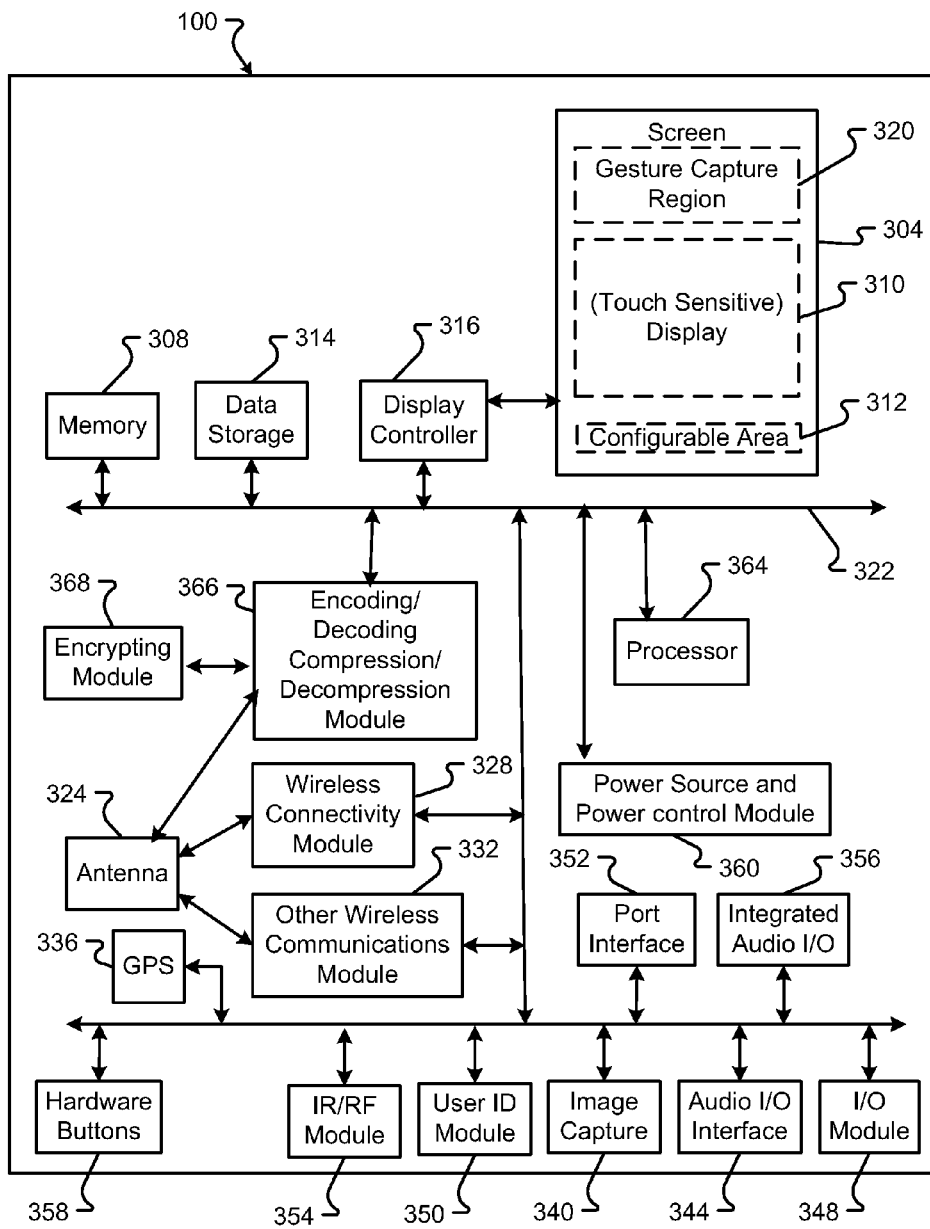 100
Screen
Gesture Capture
Region
320
304
(Touch Sensitive)
Display
310
Configurable Area
312
308
Memory
314
Data
Storage
316
Display
Controller
322
368
Encrypting
Module
366
Encoding/
Decoding
Compression/
Decompression
Module
364
Processor
324
Antenna
Wireless
Connectivity
Module
328
Other Wireless
Communications
Module
332
336
GPS
Power Source and
Power control Module
360
352
Port
Interface
356
Integrated
Audio I/O
Hardware
Buttons
358
IR/RF
Module
354
User ID
Module
350
Image
Capture
340
Audio I/O
Interface
344
I/O
Module
348